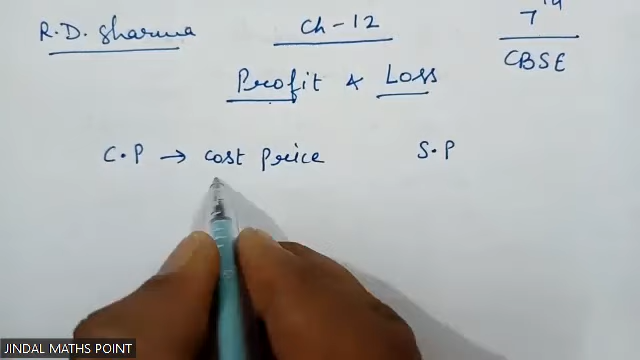 R.D. Sharma Ch-12 7th
CBSE
Profit & Loss
C.P → cost price S.P
JINDAL MATHS POINT